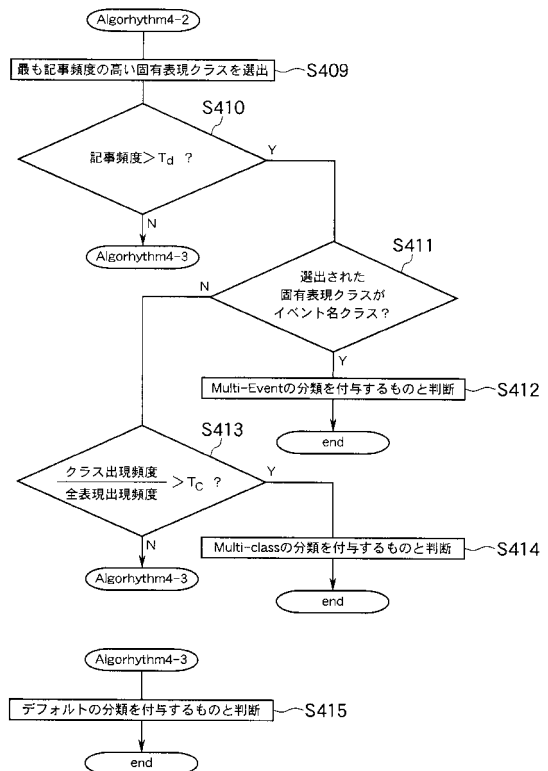 Algorhythm4-2
最も記事頻度の高い固有表現クラスを選出
S409
S410
記事頻度＞Td ？
Y
N
Algorhythm4-3
S411
選出された
固有表現クラスが
イベント名クラス？
N
Y
Multi-Eventの分類を付与するものと判断
S412
end
S413
クラス出現頻度
全表現出現頻度
＞TC ？
Y
N
Multi-classの分類を付与するものと判断
S414
Algorhythm4-3
end
Algorhythm4-3
デフォルトの分類を付与するものと判断
S415
end